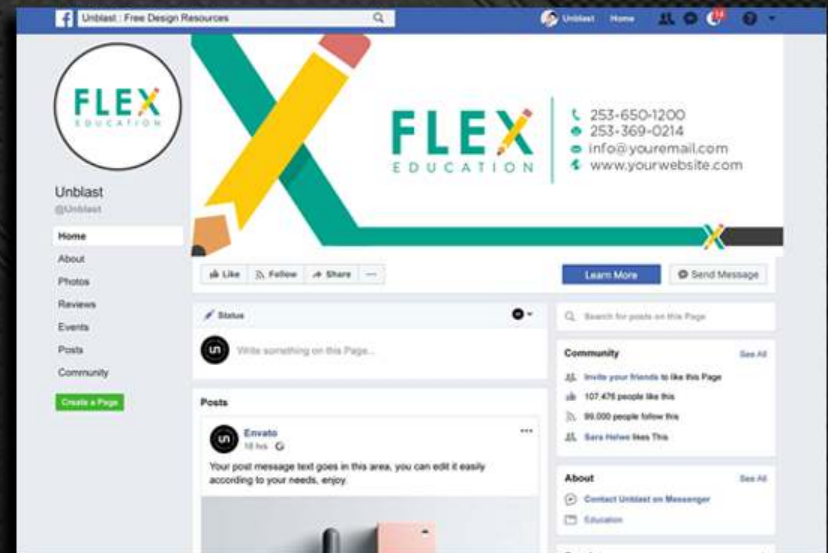 f Unblast : Free Design Resources
Unblast Home 14
FLEX
EDUCATION
FLEX
EDUCATION
253-650-1200
253-369-0214
info@youremail.com
www.yourwebsite.com
Unblast
@Unblast
Home
About
Photos
Reviews
Events
Posts
Community
Create a Page
Like Follow Share ...
Learn More Send Message
Status
un Write something on this Page...
Posts
un Envato
18 hrs
Your post message text goes in this area, you can edit it easily
according to your needs, enjoy.
Search for posts on this Page
Community See All
Invite your friends to like this Page
107,476 people like this
99,000 people follow this
Sara Helwe likes This
About See All
Contact Unblast on Messenger
Education